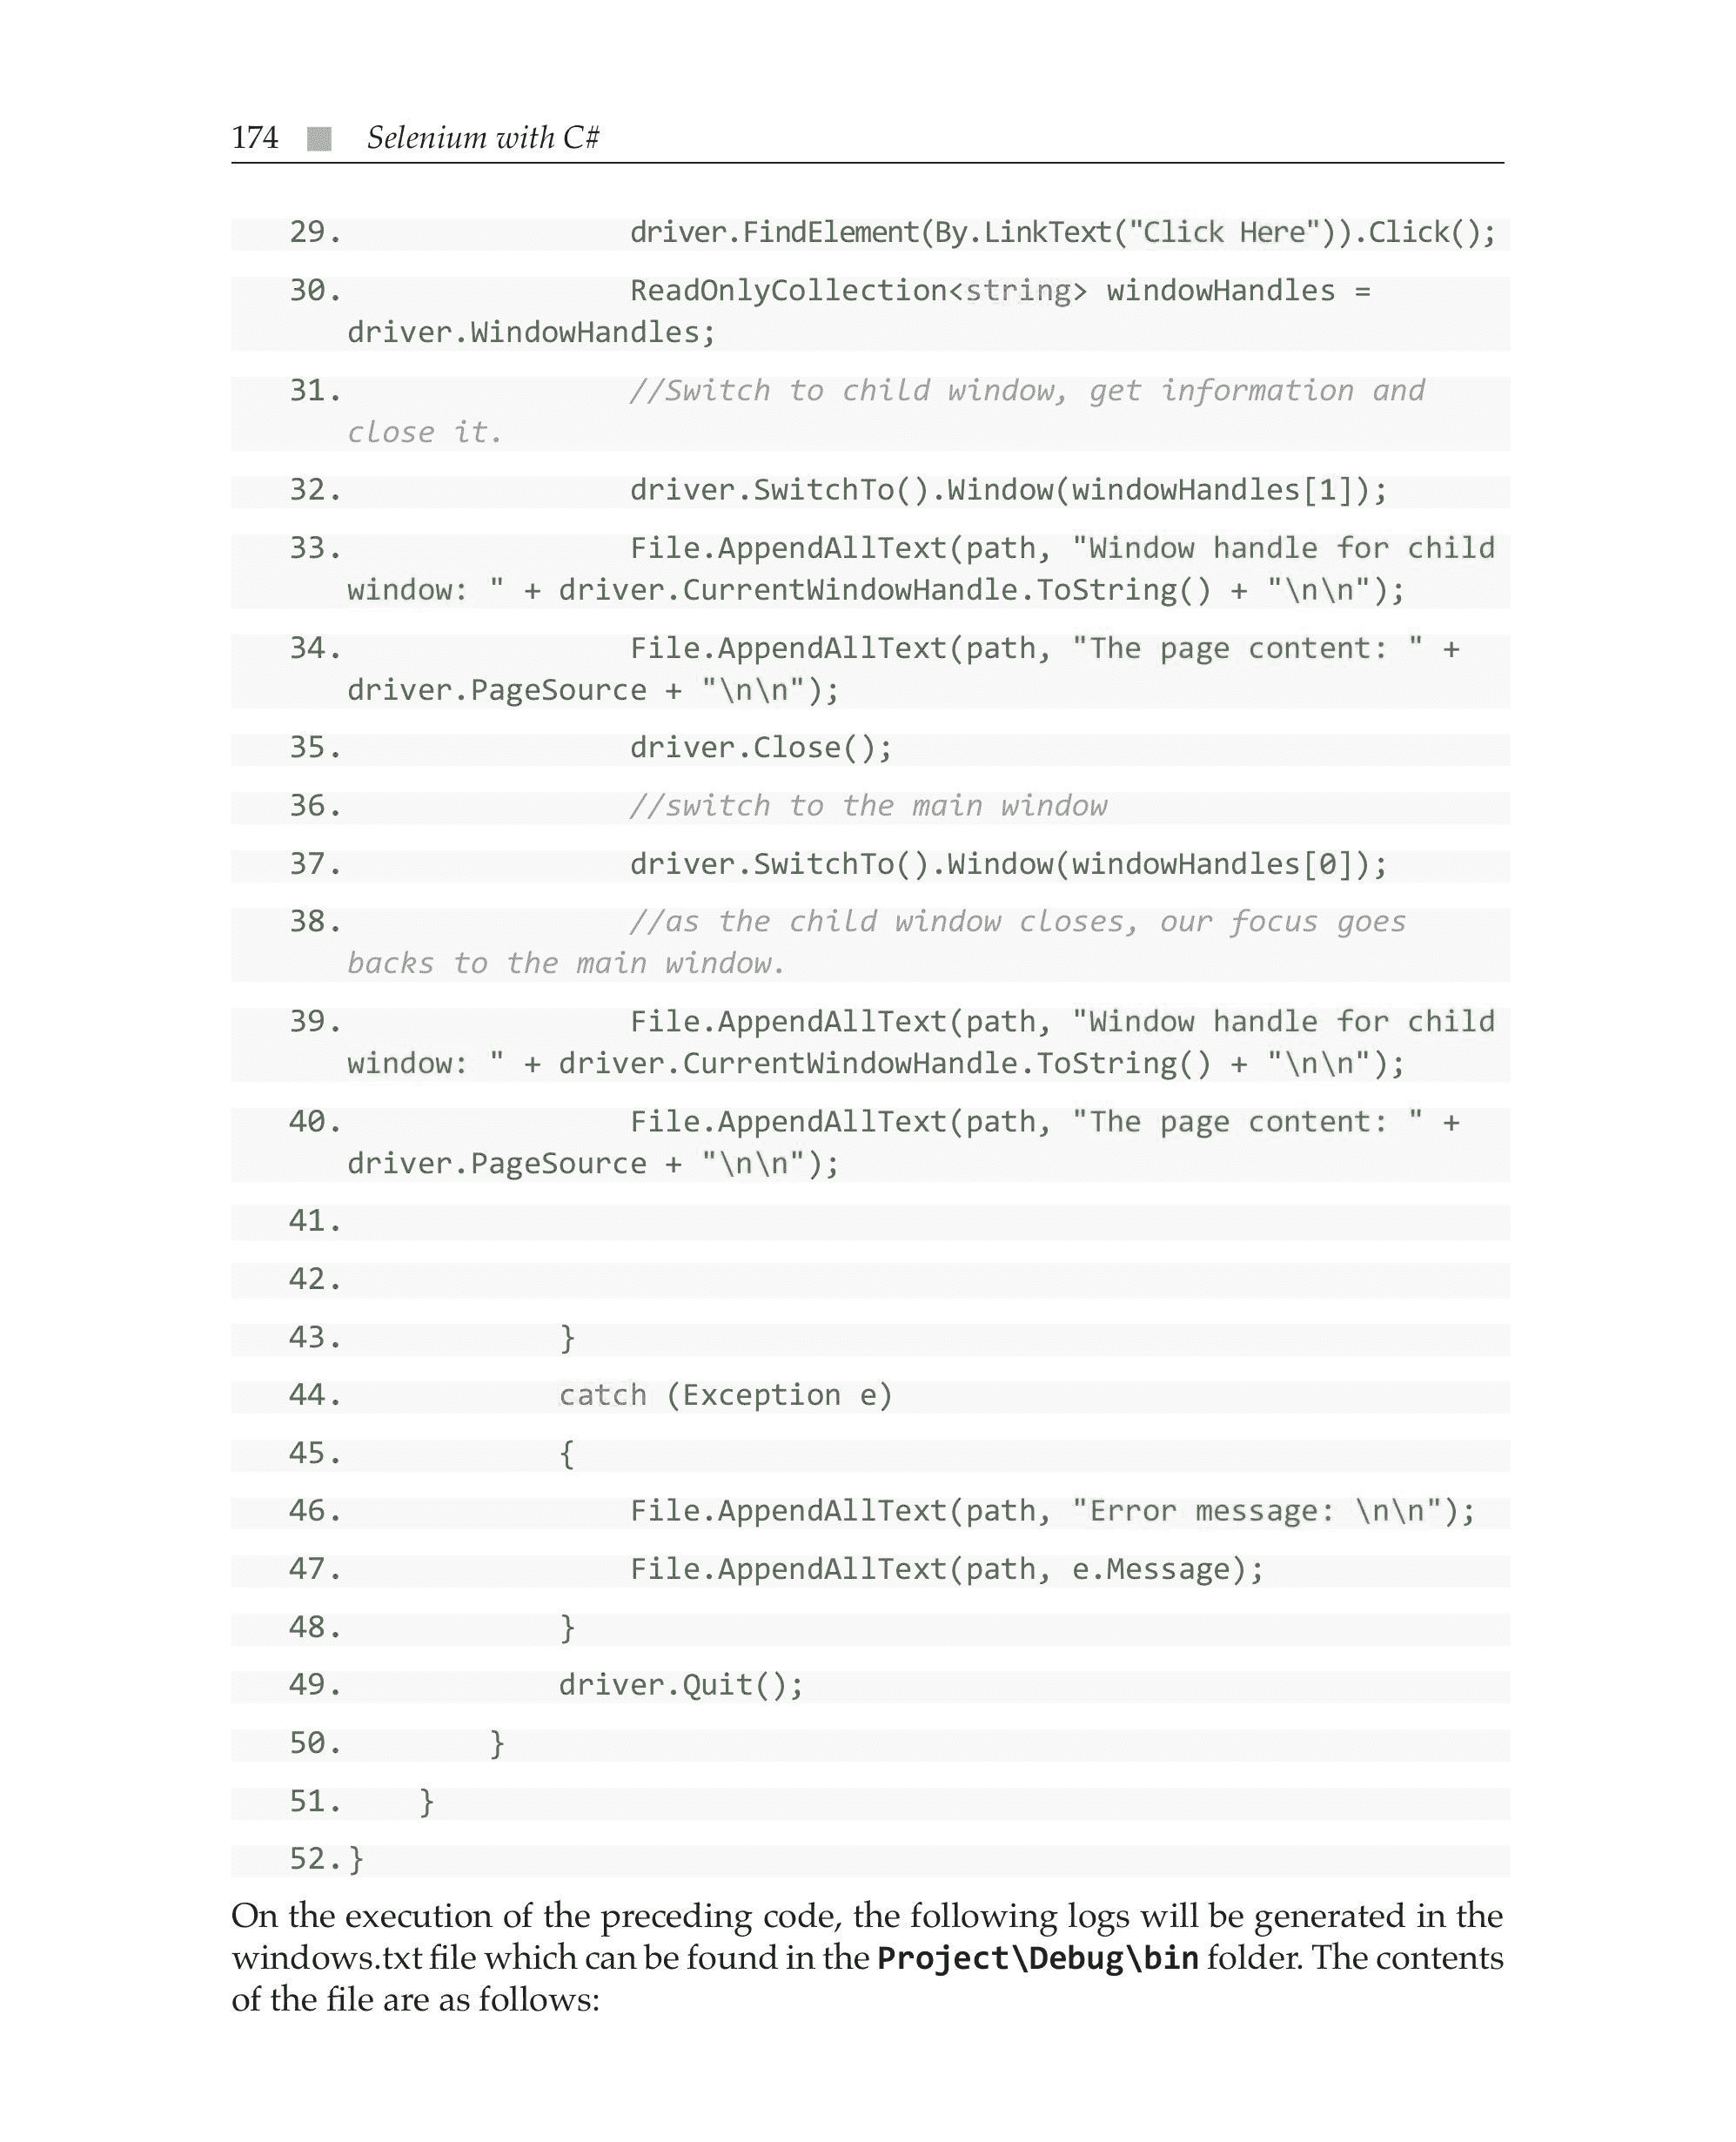 174 Selenium with C#
29. driver.FindElement(By.LinkText("Click Here")).Click();
30. ReadOnlyCollection<string> windowHandles =
driver.WindowHandles;
31. //Switch to child window, get information and
close it.
32. driver.SwitchTo().Window(windowHandles[1]);
33. File.AppendAllText(path, "Window handle for child
window: " + driver.CurrentWindowHandle.ToString() + "\n\n");
34. File.AppendAllText(path, "The page content: " +
driver.PageSource + "\n\n");
35. driver.Close();
36. //switch to the main window
37. driver.SwitchTo().Window(windowHandles[0]);
38. //as the child window closes, our focus goes
backs to the main window.
39. File.AppendAllText(path, "Window handle for child
window: " + driver.CurrentWindowHandle.ToString() + "\n\n");
40. File.AppendAllText(path, "The page content: " +
driver.PageSource + "\n\n");
41.
42.
43. }
44. catch (Exception e)
45. {
46. File.AppendAllText(path, "Error message: \n\n");
47. File.AppendAllText(path, e.Message);
48. }
49. driver.Quit();
50. }
51. }
52. }
On the execution of the preceding code, the following logs will be generated in the
windows.txt file which can be found in the Project\Debug\bin folder. The contents
of the file are as follows: